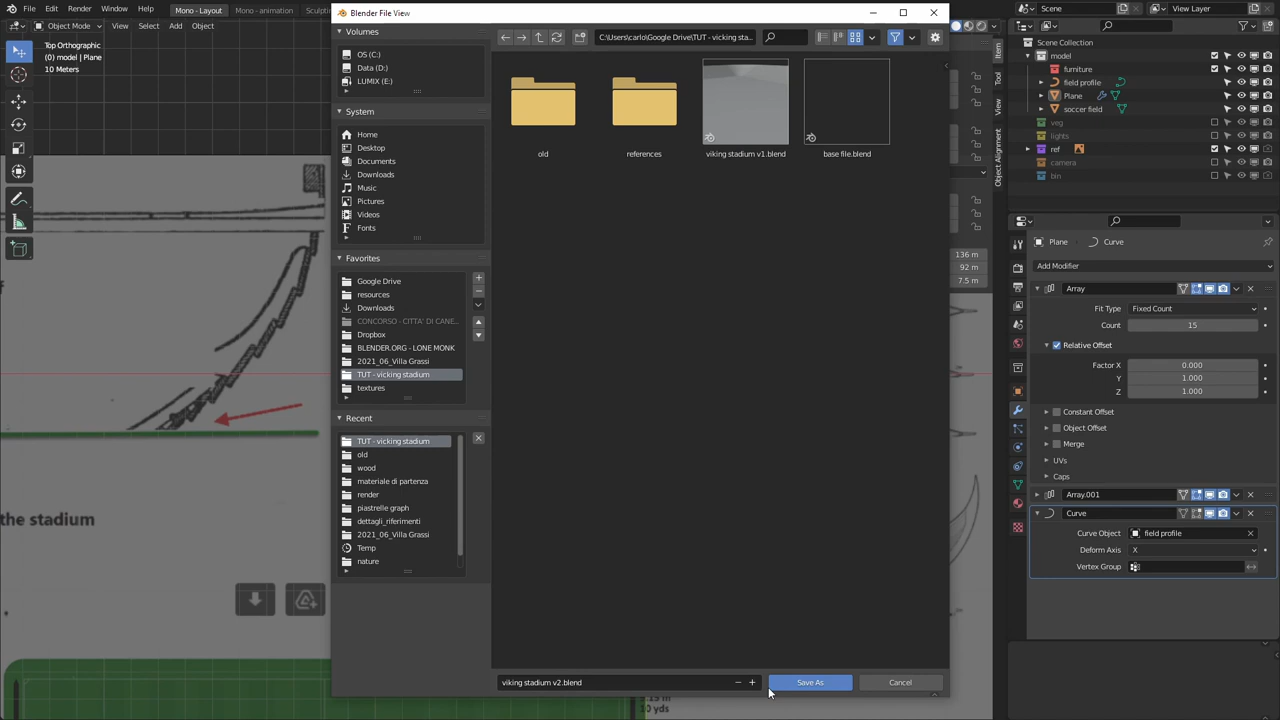 File Edit Render Window Help Mono - Layout Mono - animation Sculptin
Blender File View
Scene
View Layer
Object Mode View Select Add Object
Top Orthographic
(0) model | Plane
10 Meters
the stadium
10 yds
Volumes
OS (C:)
Data (D:)
LUMIX (E:)
System
Home
Desktop
Documents
Downloads
Music
Pictures
Videos
Fonts
Favorites
Google Drive
resources
Downloads
CONCORSO - CITTA' DI CANE...
Dropbox
BLENDER.ORG - LONE MONK
2021_06_Villa Grassi
TUT - vicking stadium
textures
Recent
TUT - vicking stadium
old
wood
materiale di partenza
render
piastrelle graph
dettagli_riferimenti
2021_06_Villa Grassi
Temp
nature
C:\Users\carlo\Google Drive\TUT - vicking sta...
old
references
viking stadium v1.blend
base file.blend
viking stadium v2.blend
Save As
Cancel
Item
Tool
View
Object Alignment
136 m
92 m
7.5 m
Scene Collection
model
furniture
field profile
Plane
soccer field
veg
lights
ref
camera
bin
Plane Curve
Add Modifier
Array
Fit Type Fixed Count
Count 15
Relative Offset
Factor X 0.000
Y 1.000
Z 1.000
Constant Offset
Object Offset
Merge
UVs
Caps
Array.001
Curve
Curve Object field profile
Deform Axis X
Vertex Group